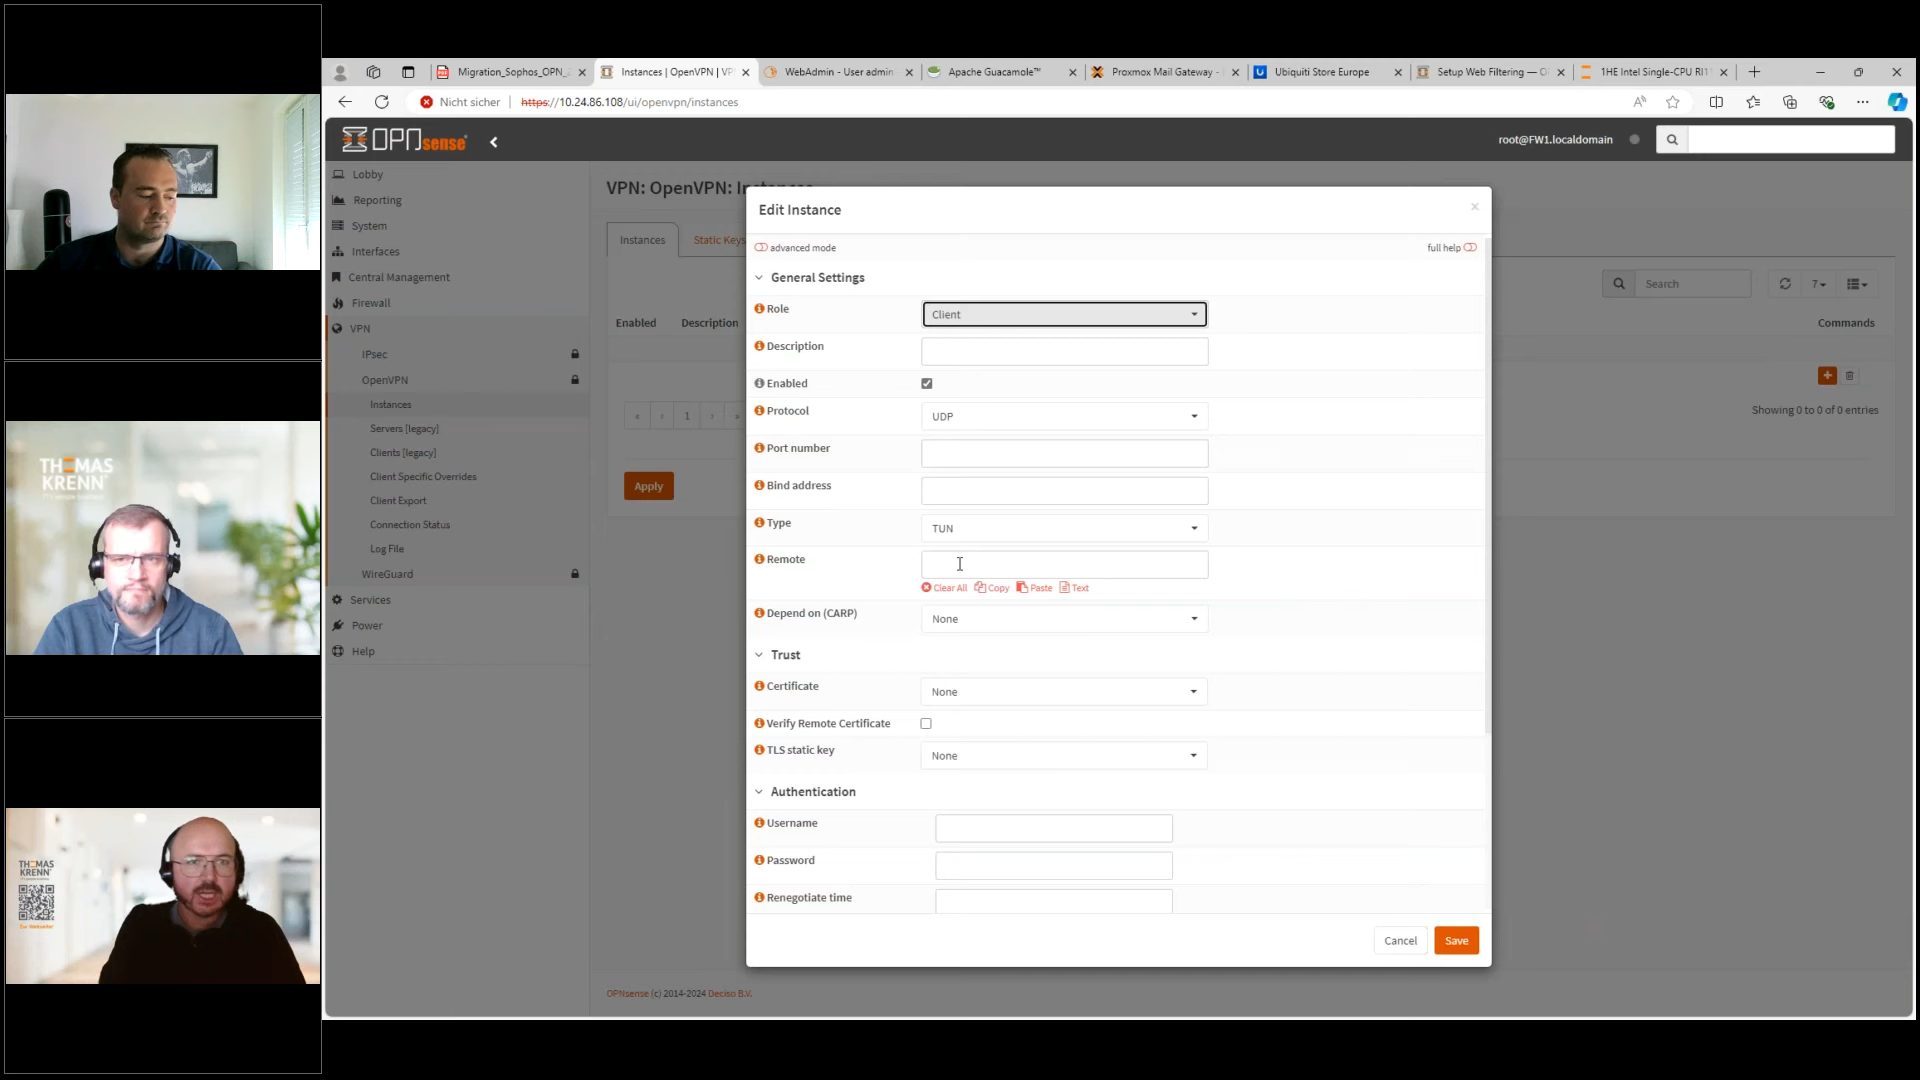 Migration_Sophos_OPN_
Instances | OpenVPN | VP
WebAdmin - User admin
Apache Guacamole™
Proxmox Mail Gateway -
Ubiquiti Store Europe
Setup Web Filtering — O
1HE Intel Single-CPU RI1
Nicht sicher
https://10.24.86.108/ui/openvpn/instances
OPNsense
root@FW1.localdomain
Lobby
Reporting
System
Interfaces
Central Management
Firewall
VPN
IPsec
OpenVPN
Instances
Servers [legacy]
Clients [legacy]
Client Specific Overrides
Client Export
Connection Status
Log File
WireGuard
Services
Power
Help
VPN: OpenVPN: Instances
Instances
Static Keys
Search
7
Enabled
Description
Commands
« ‹ 1 › »
Showing 0 to 0 of 0 entries
Apply
Edit Instance
advanced mode
full help
General Settings
Role
Client
Description
Enabled
Protocol
UDP
Port number
Bind address
Type
TUN
Remote
Clear All Copy Paste Text
Depend on (CARP)
None
Trust
Certificate
None
Verify Remote Certificate
TLS static key
None
Authentication
Username
Password
Renegotiate time
Cancel
Save
OPNsense (c) 2014-2024 Deciso B.V.
THOMAS
KRENN
THOMAS
KRENN